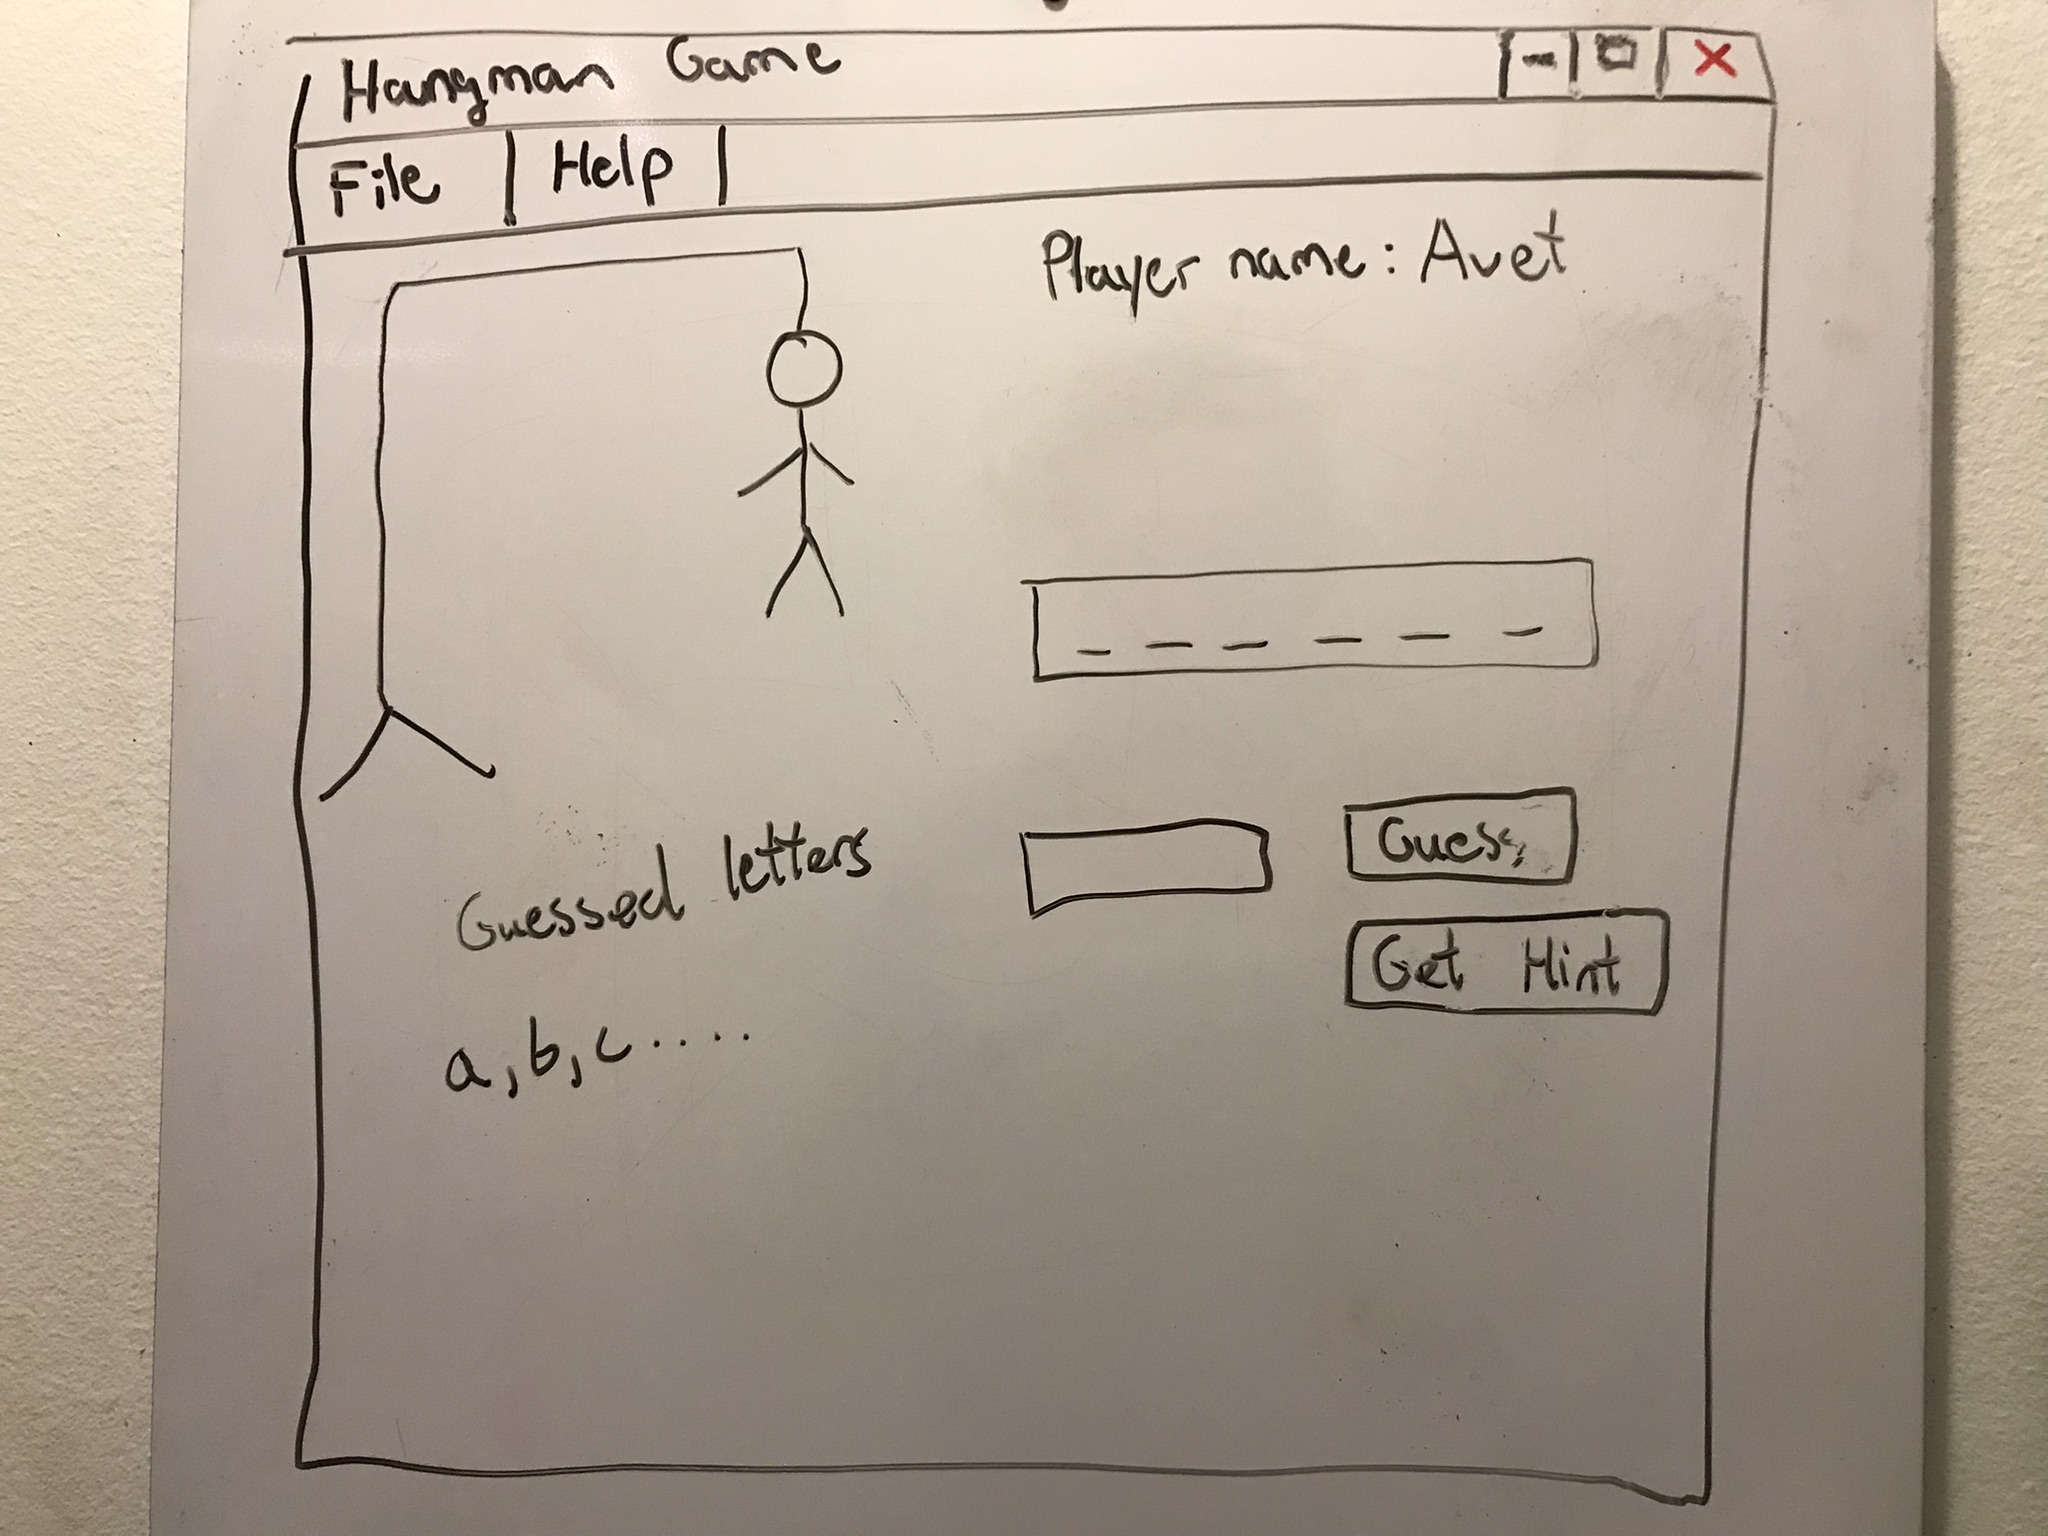 Hangman Game
File
Help
Player name: Avet
_ _ _ _ _ _
Guess
Get Hint
Guessed letters
a, b, c.....